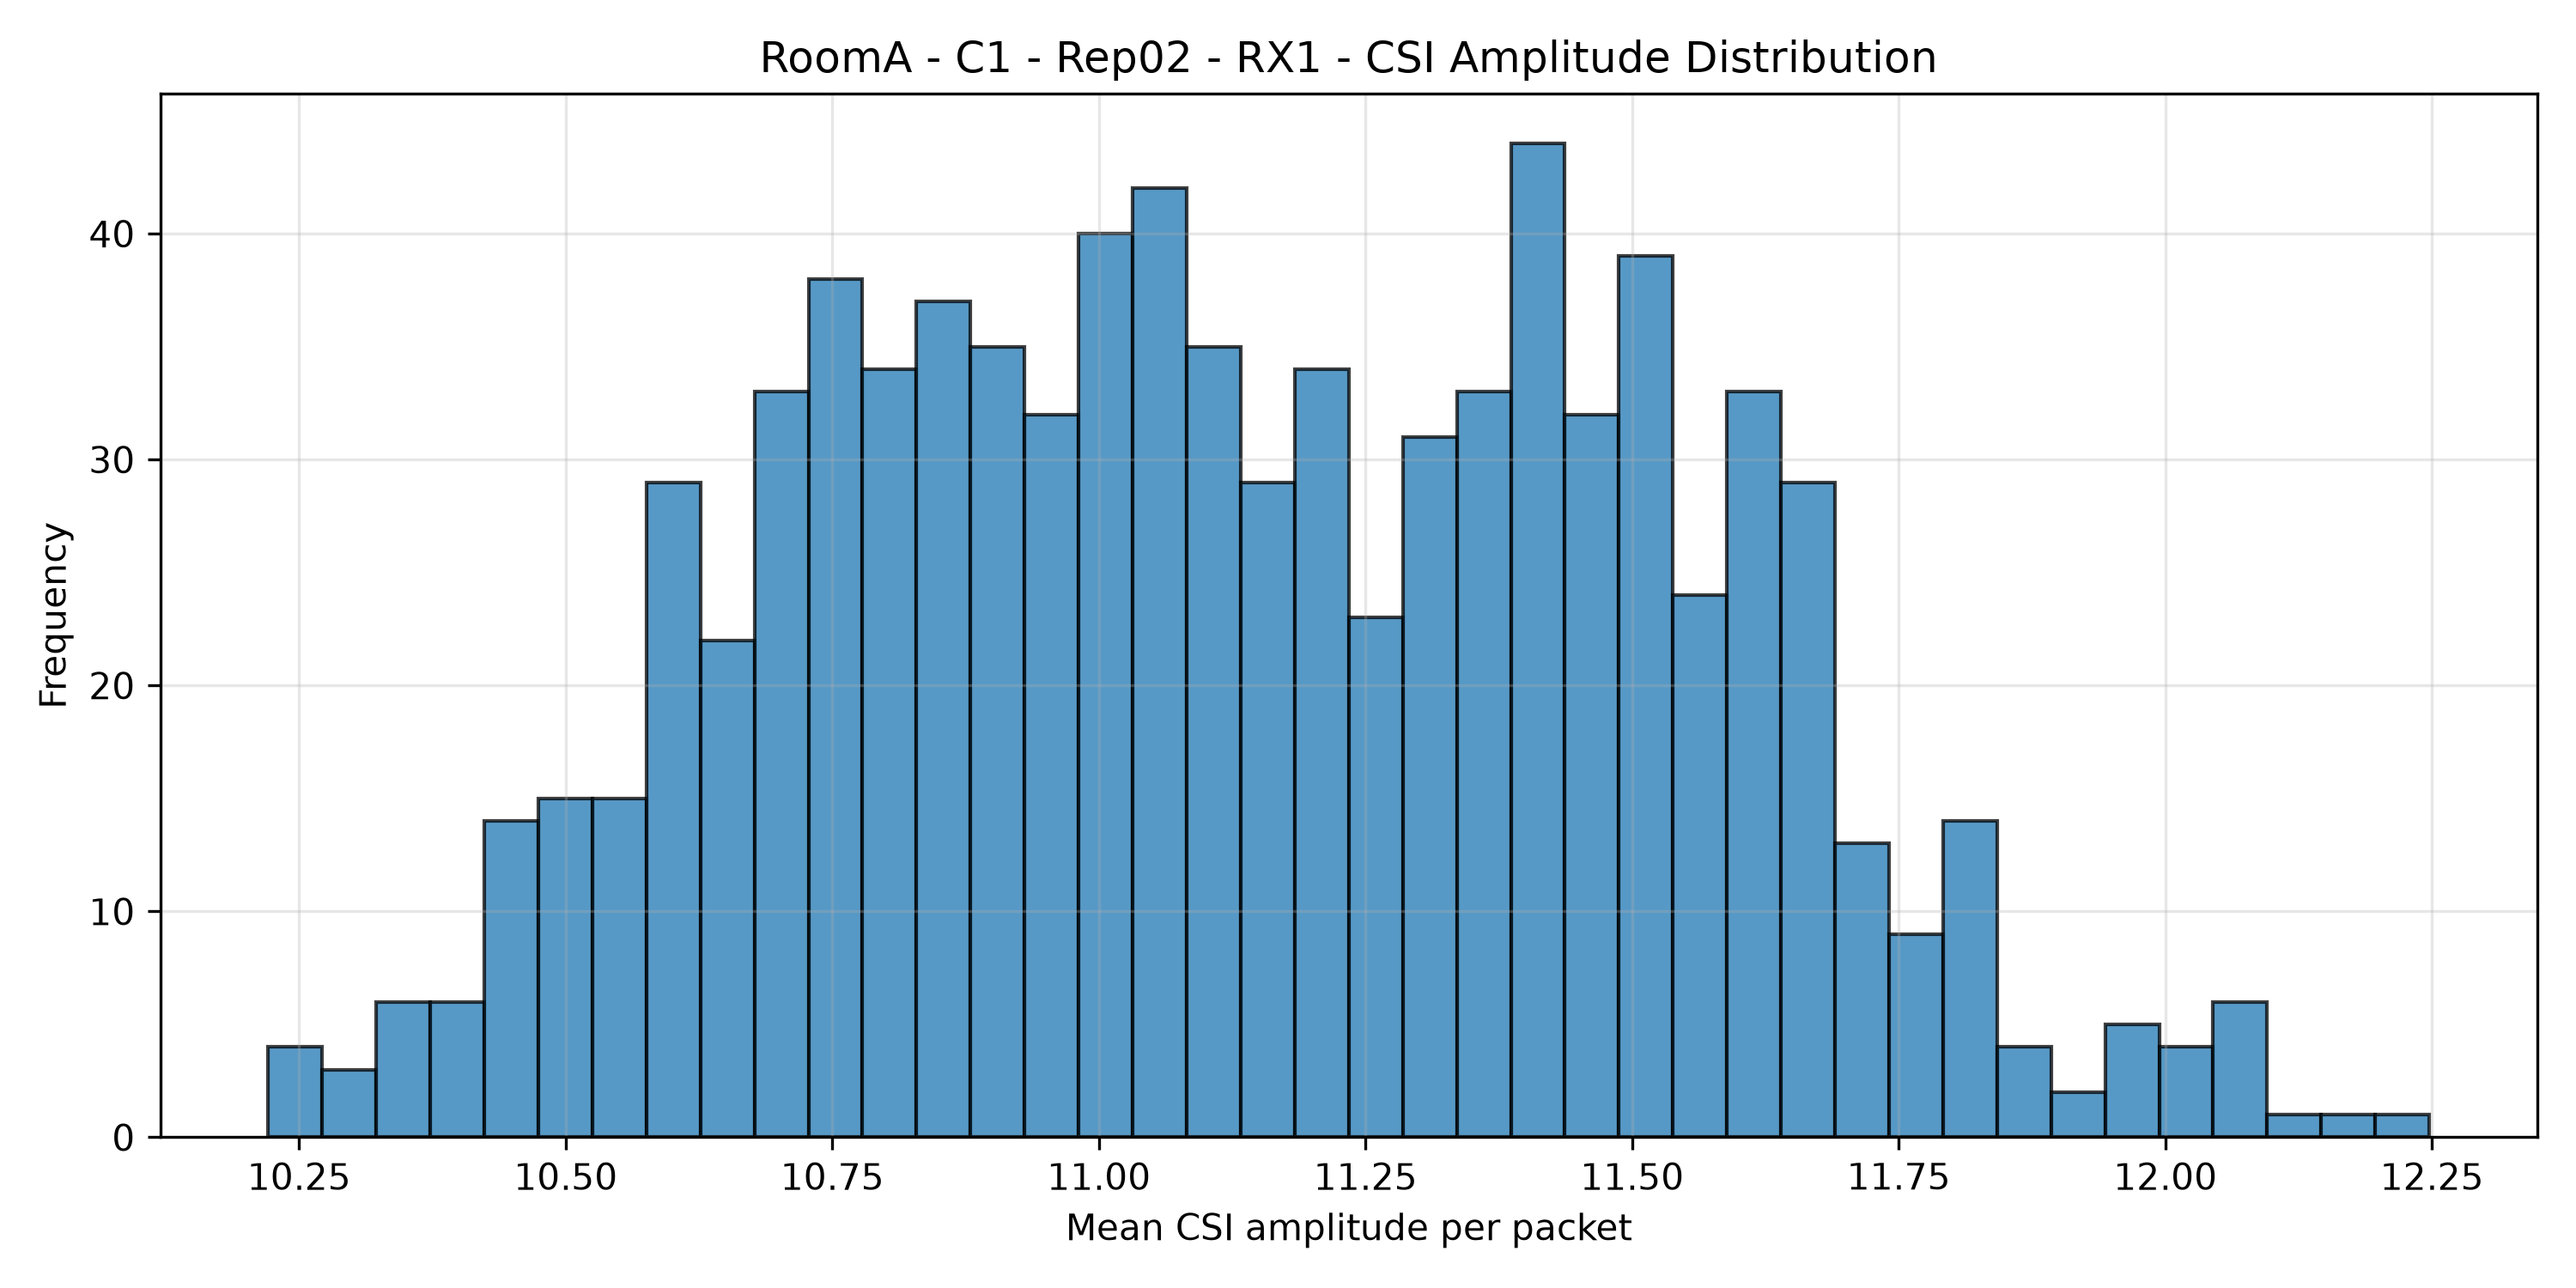 RoomA - C1 - Rep02 - RX1 - CSI Amplitude Distribution
Frequency
40
30
20
10
0
10.25 10.50 10.75 11.00 11.25 11.50 11.75 12.00 12.25
Mean CSI amplitude per packet